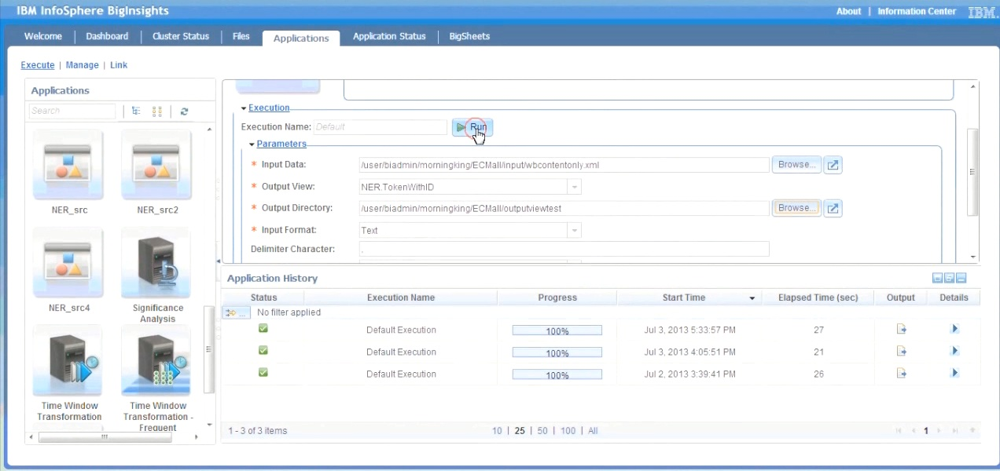 IBM InfoSphere BigInsights
About | Information Center IBM.
Welcome | Dashboard | Cluster Status | Files | Applications | Application Status | BigSheets
Execute | Manage | Link
Applications
Search
NER_src
NER_src2
NER_src4
Significance
Analysis
Time Window
Transformation
Time Window
Transformation -
Frequent
Execution
Execution Name: Default Run
Parameters
* Input Data: /user/biadmin/morningking/ECMall/input/wbcontentonly.xml Browse...
* Output View: NER.TokenWithID
* Output Directory: /user/biadmin/morningking/ECMall/outputviewtest Browse...
* Input Format: Text
Delimiter Character: ,
Application History
Status Execution Name Progress Start Time Elapsed Time (sec) Output Details
... No filter applied
Default Execution 100% Jul 3, 2013 5:33:57 PM 27
Default Execution 100% Jul 3, 2013 4:05:51 PM 21
Default Execution 100% Jul 2, 2013 3:39:41 PM 26
1 - 3 of 3 items 10 | 25 | 50 | 100 | All 1